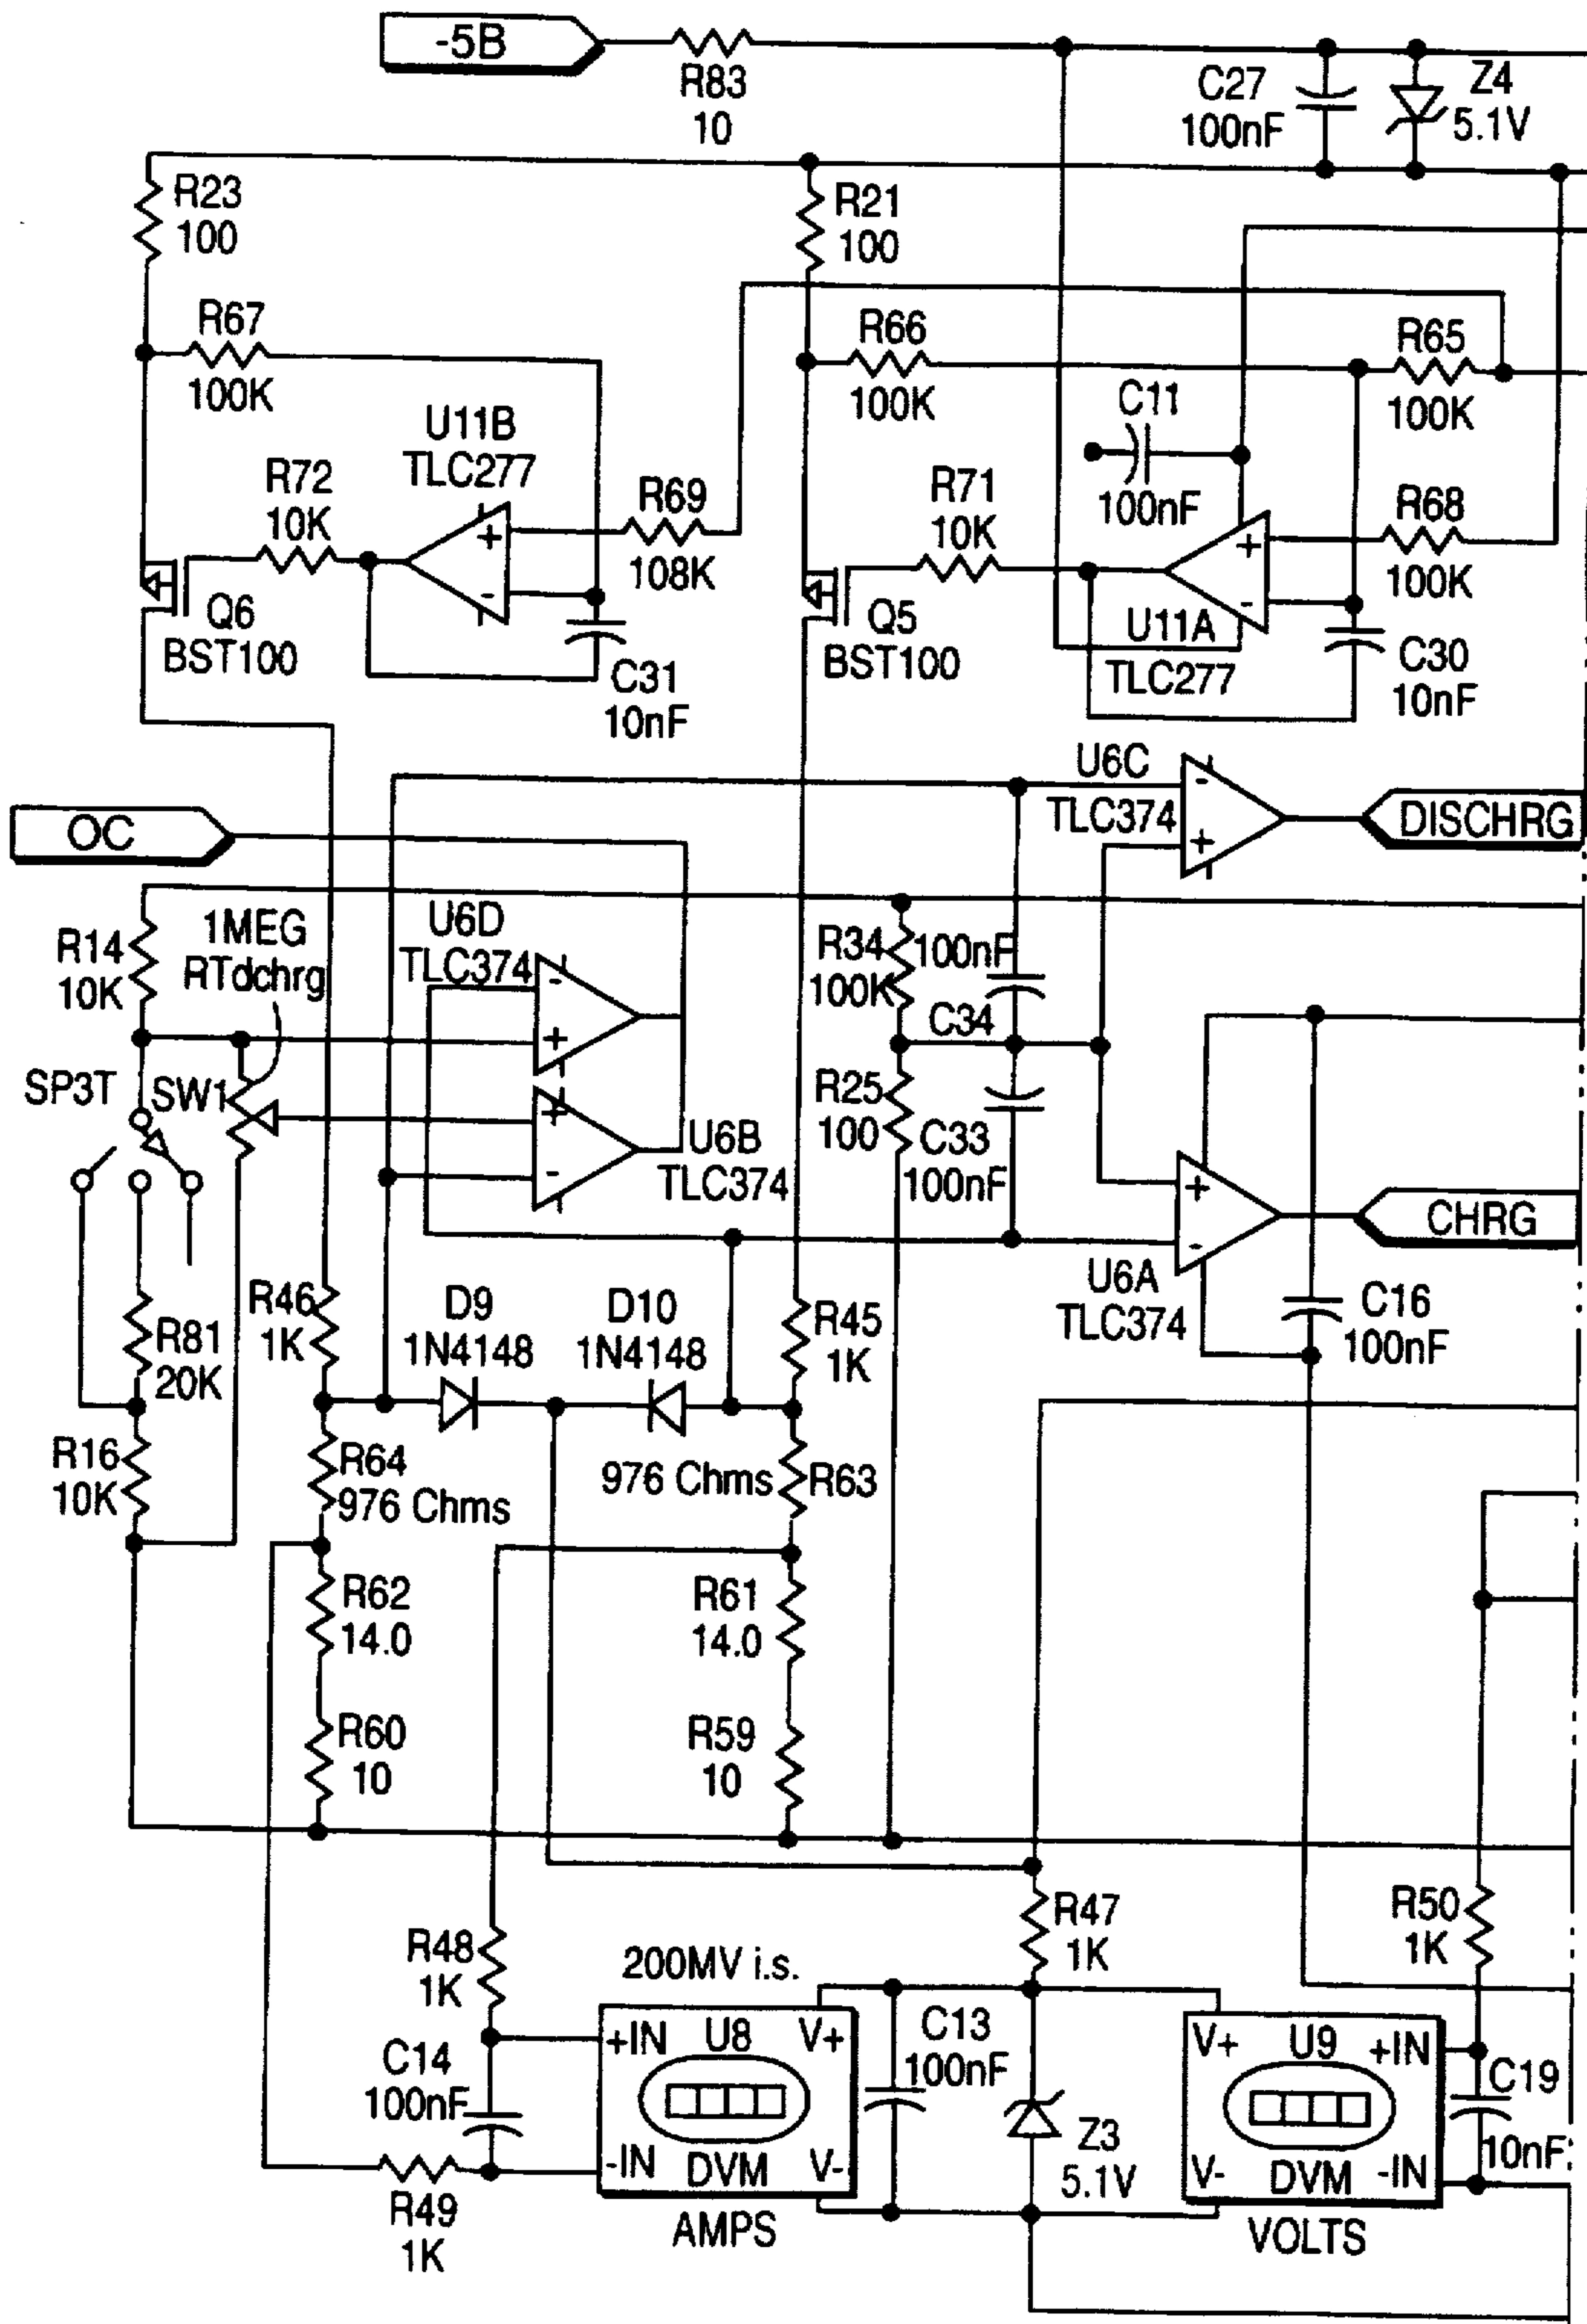 -5B
R83
10
C27
100nF
Z4
5.1V
R23
100
R21
100
R67
100K
R66
100K
R65
100K
C11
100nF
U11B
TLC277
+
-
R72
10K
R69
108K
R71
10K
R68
100K
+
-
Q6
BST100
C31
10nF
Q5
BST100
U11A
TLC277
C30
10nF
U6C
TLC374
-
+
DISCHRG
OC
R14
10K
1MEG
RTdchrg
U6D
TLC374
-
+
R34
100K
100nF
C34
SP3T
SW1
+
-
U6B
TLC374
R25
100
C33
100nF
+
-
CHRG
U6A
TLC374
C16
100nF
R81
20K
R46
1K
D9
1N4148
D10
1N4148
R45
1K
R16
10K
R64
976 Chms
976 Chms
R63
R62
14.0
R61
14.0
R60
10
R59
10
R48
1K
200MV i.s.
R47
1K
R50
1K
C14
100nF
+IN
U8
V+
-IN
DVM
V-
C13
100nF
Z3
5.1V
V+
U9
+IN
V-
DVM
-IN
C19
10nF
R49
1K
AMPS
VOLTS